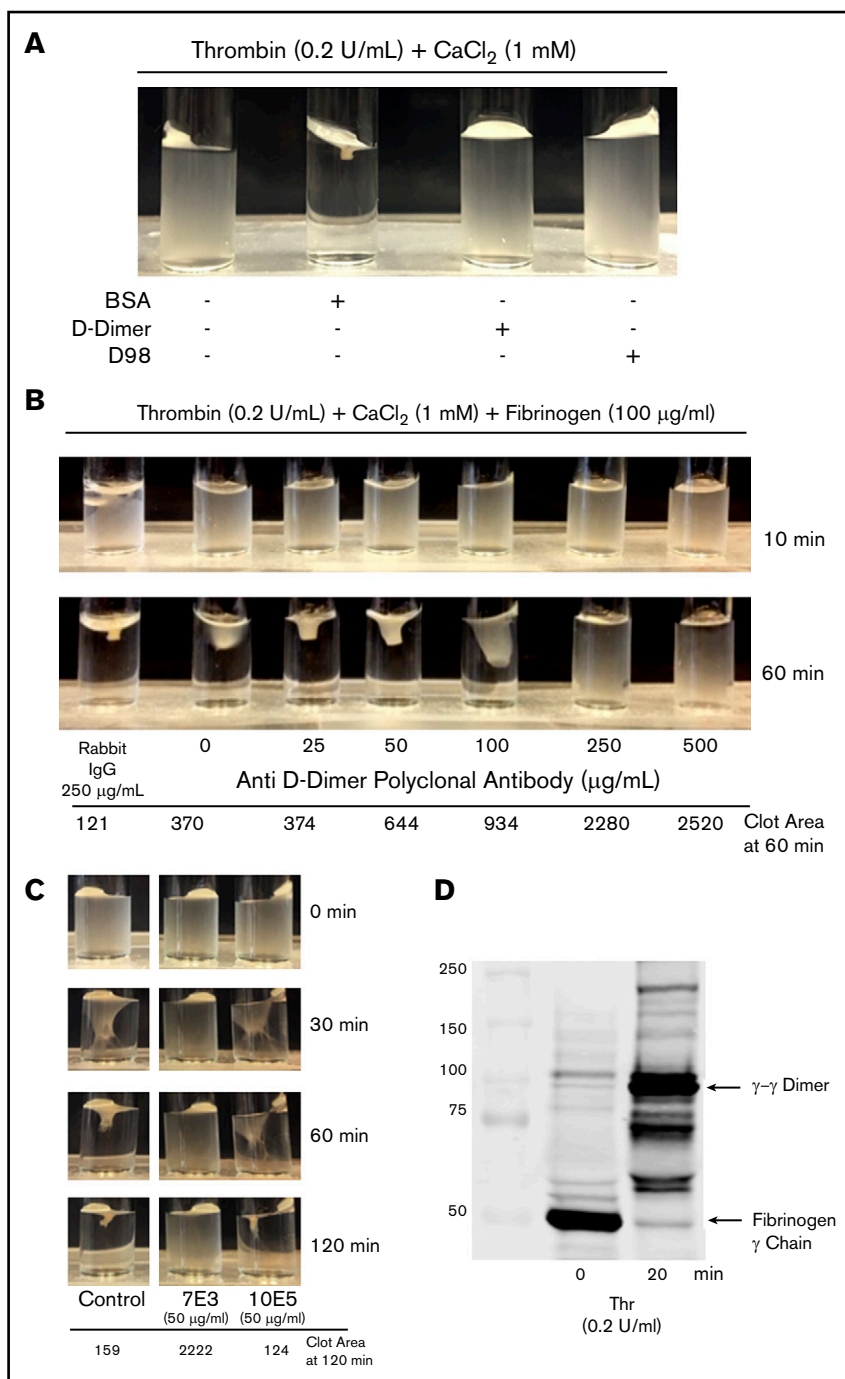 A
Thrombin (0.2 U/mL) + CaCl₂ (1 mM)
BSA - + - -
D-Dimer - - + -
D98 - - - +
B
Thrombin (0.2 U/mL) + CaCl₂ (1 mM) + Fibrinogen (100 μg/ml)
10 min
60 min
Rabbit IgG 250 μg/mL 0 25 50 100 250 500
Anti D-Dimer Polyclonal Antibody (μg/mL)
121 370 374 644 934 2280 2520 Clot Area at 60 min
C
0 min
30 min
60 min
120 min
Control 7E3 10E5
(50 μg/ml) (50 μg/ml)
159 2222 124 Clot Area at 120 min
D
250
150
100
γ–γ Dimer
75
50
Fibrinogen
γ Chain
0 20 min
Thr
(0.2 U/ml)